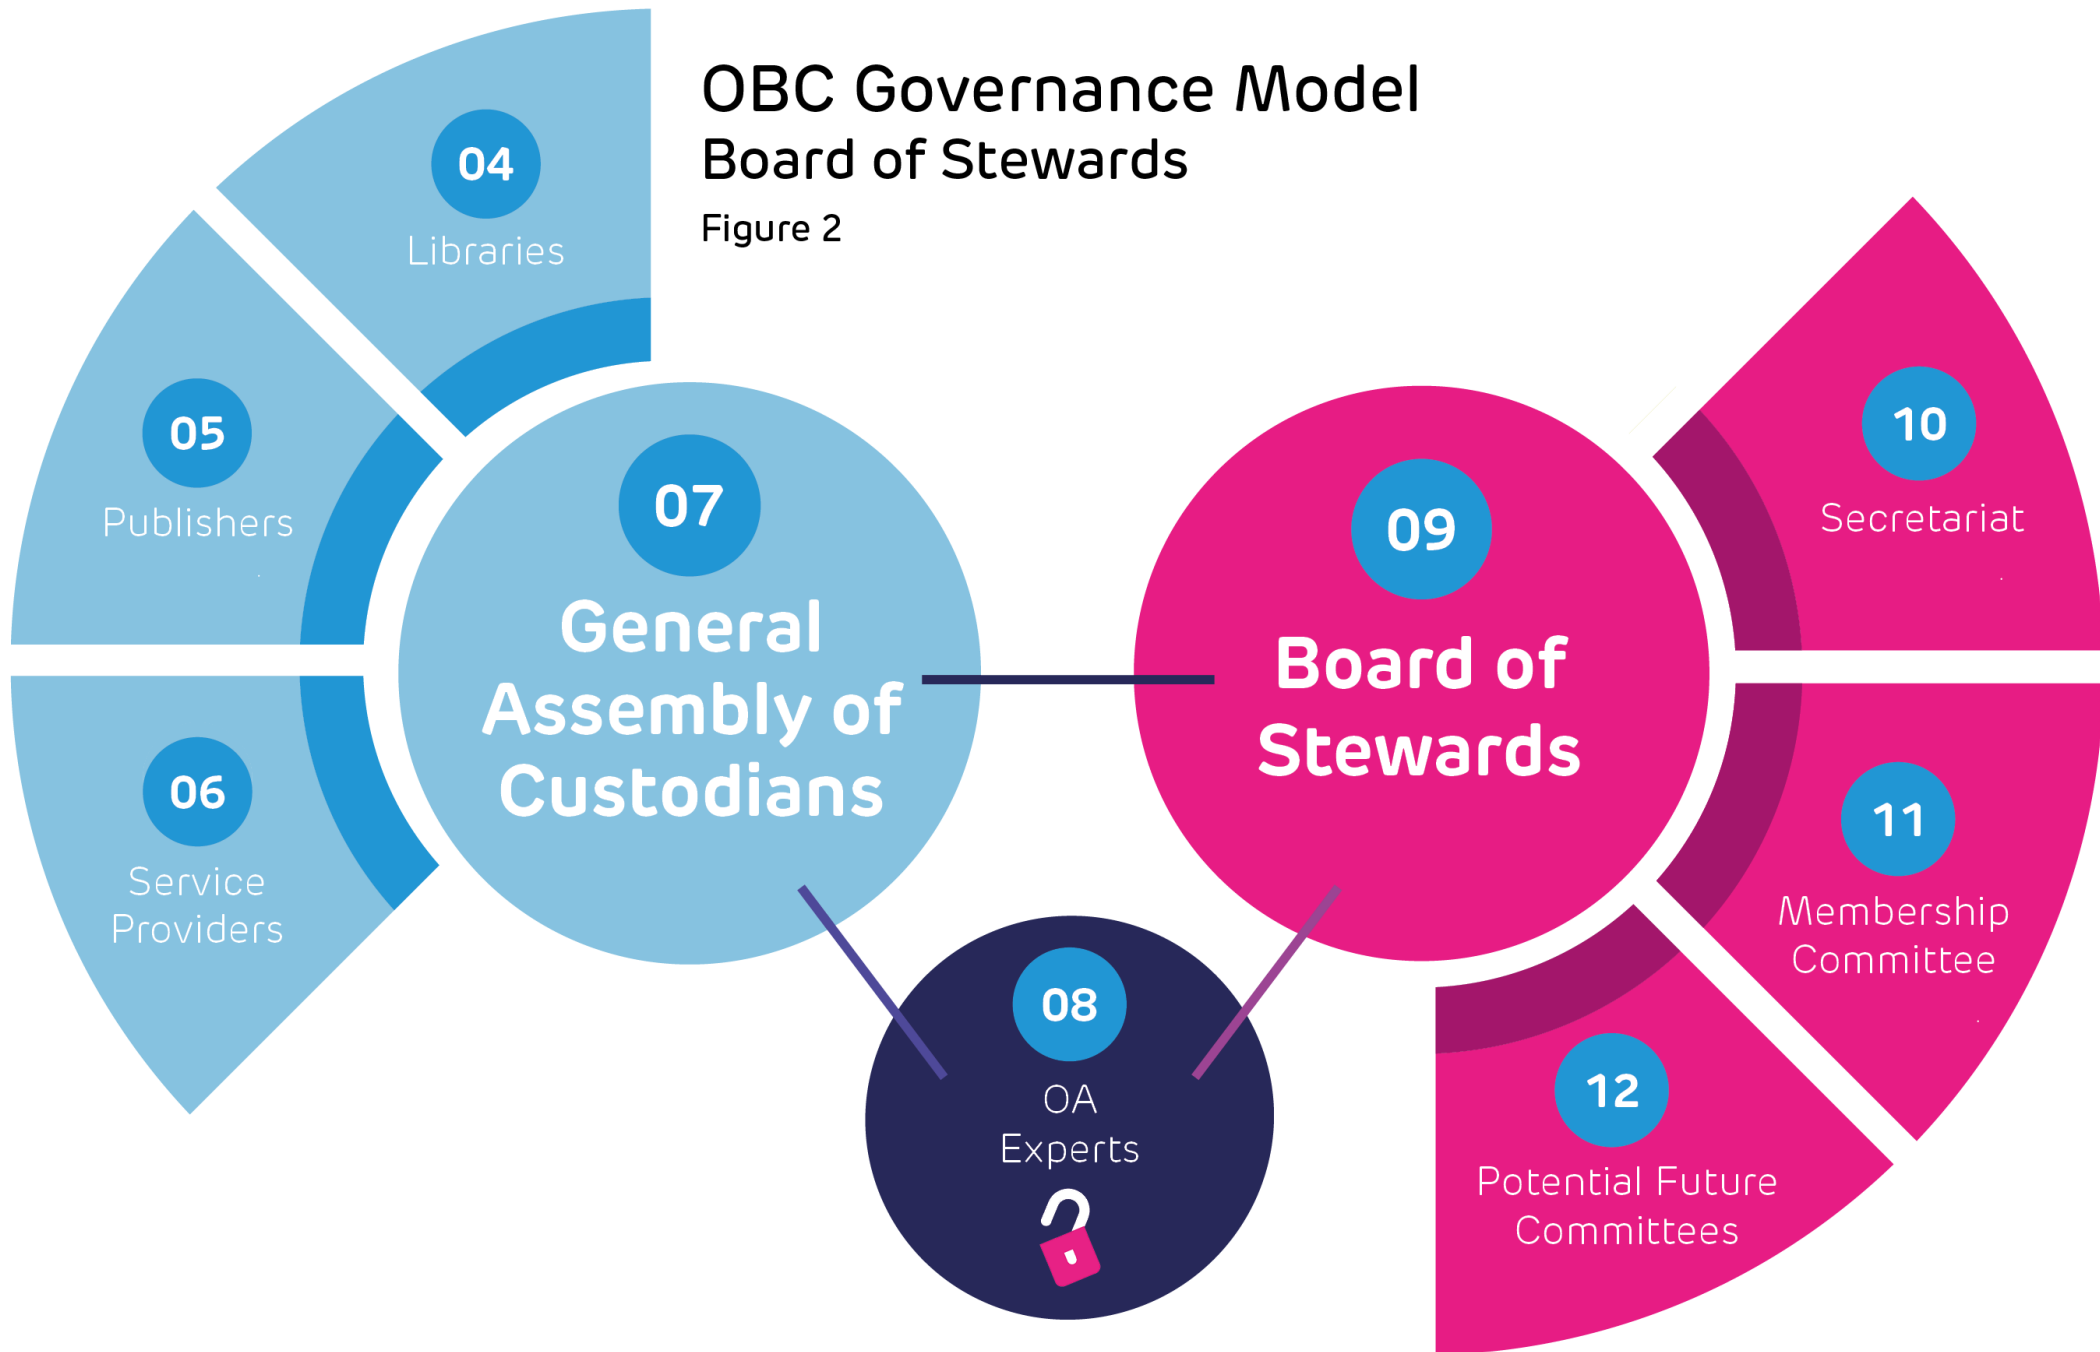 OBC Governance Model
Board of Stewards
Figure 2
04
Libraries
05
Publishers
06
Service
Providers
07
General
Assembly of
Custodians
08
OA
Experts
09
Board of
Stewards
10
Secretariat
11
Membership
Committee
12
Potential Future
Committees